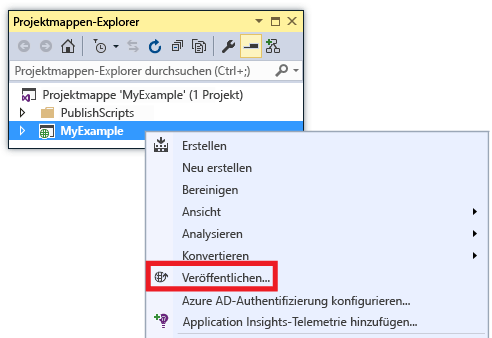 Projektmappen-Explorer
Projektmappen-Explorer durchsuchen (Ctrl+;)
Projektmappe 'MyExample' (1 Projekt)
PublishScripts
MyExample
Erstellen
Neu erstellen
Bereinigen
Ansicht
Analysieren
Konvertieren
Veröffentlichen...
Azure AD-Authentifizierung konfigurieren...
Application Insights-Telemetrie hinzufügen...